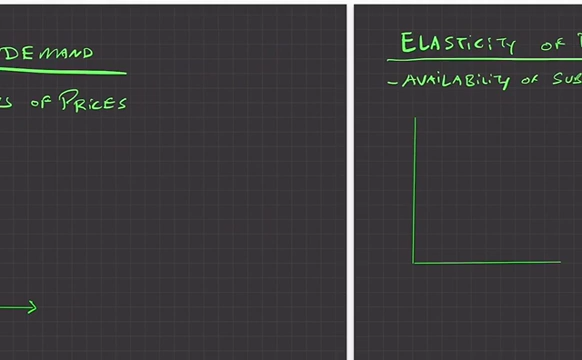 DEMAND
OF PRICES
ELASTICITY OF
- AVAILABILITY OF SUB